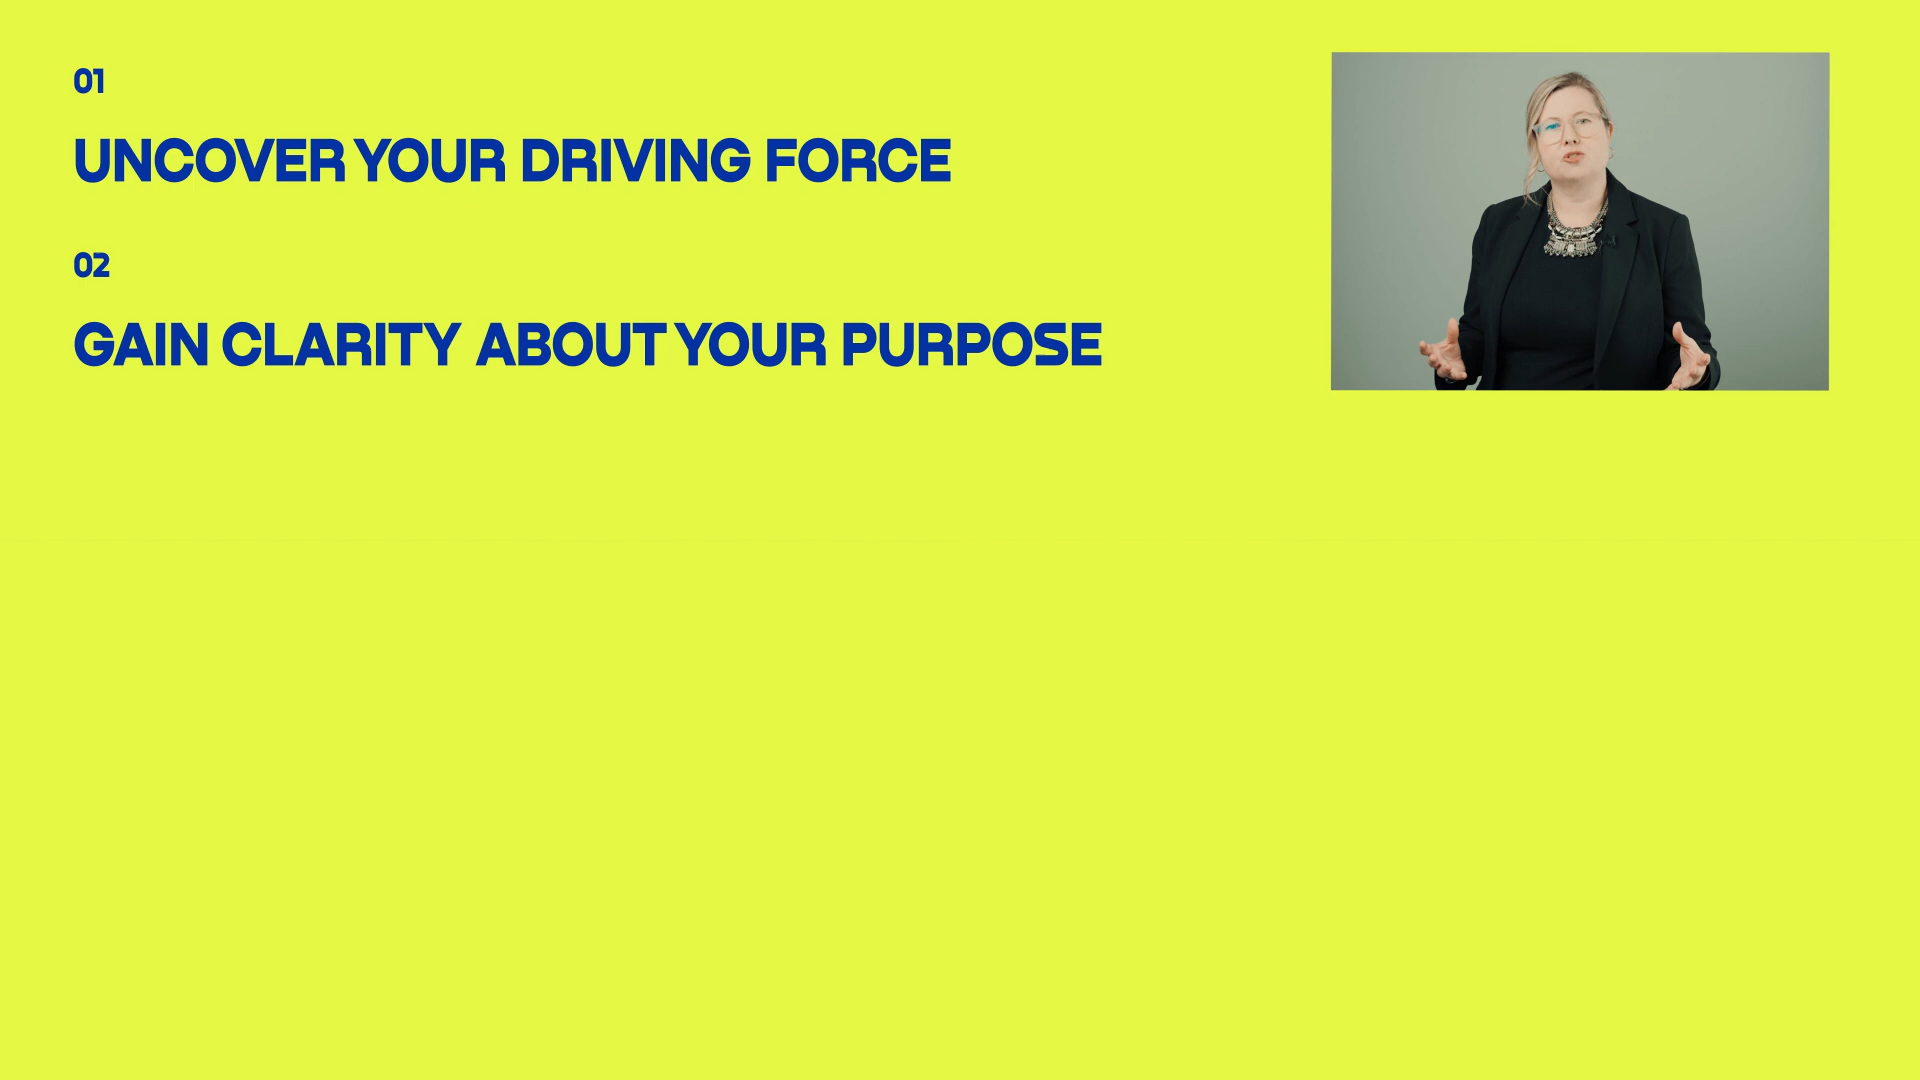 01
UNCOVER YOUR DRIVING FORCE
02
GAIN CLARITY ABOUT YOUR PURPOSE